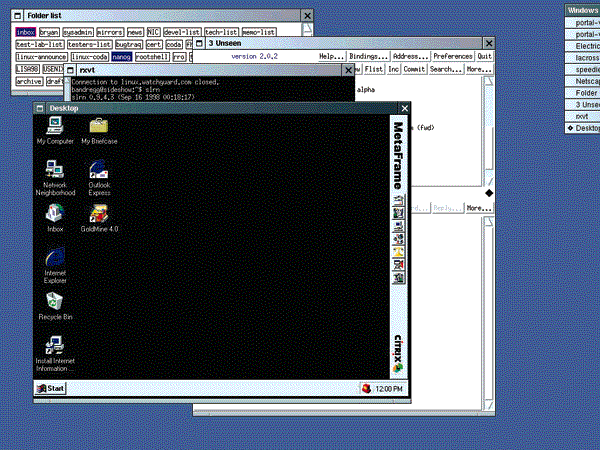 Folder list
inbox bryan sysadmin mirrors news NIC devel-list tech-list memo-list
test-lab-list testers-list bugtraq cert coda
linux-announce linux-coda nanog rootshell rro
LISA98 USENI
archive draf
3 Unseen
version 2.0,2 Help... Bindings... Address... Preferences Quit
Flist Inc Commit Search... More...
alpha
(fwd)
Reply... More...
rxvt
Connection to linux.watchguard.com closed.
bandregg@sideshow:~$ slrn
slrn 0.9.4.3 (Sep 16 1998 00:18:17)
Desktop
My Computer My Briefcase
Network Neighborhood Outlook Express
Inbox GoldMine 4.0
Internet Explorer
Recycle Bin
Install Internet Information ...
MetaFrame
citrix
Start 12:00 PM
Windows
portal-
portal-
Electric
lacross
speedie
Netscap
Folder
3 Unse
rxvt
Desktop